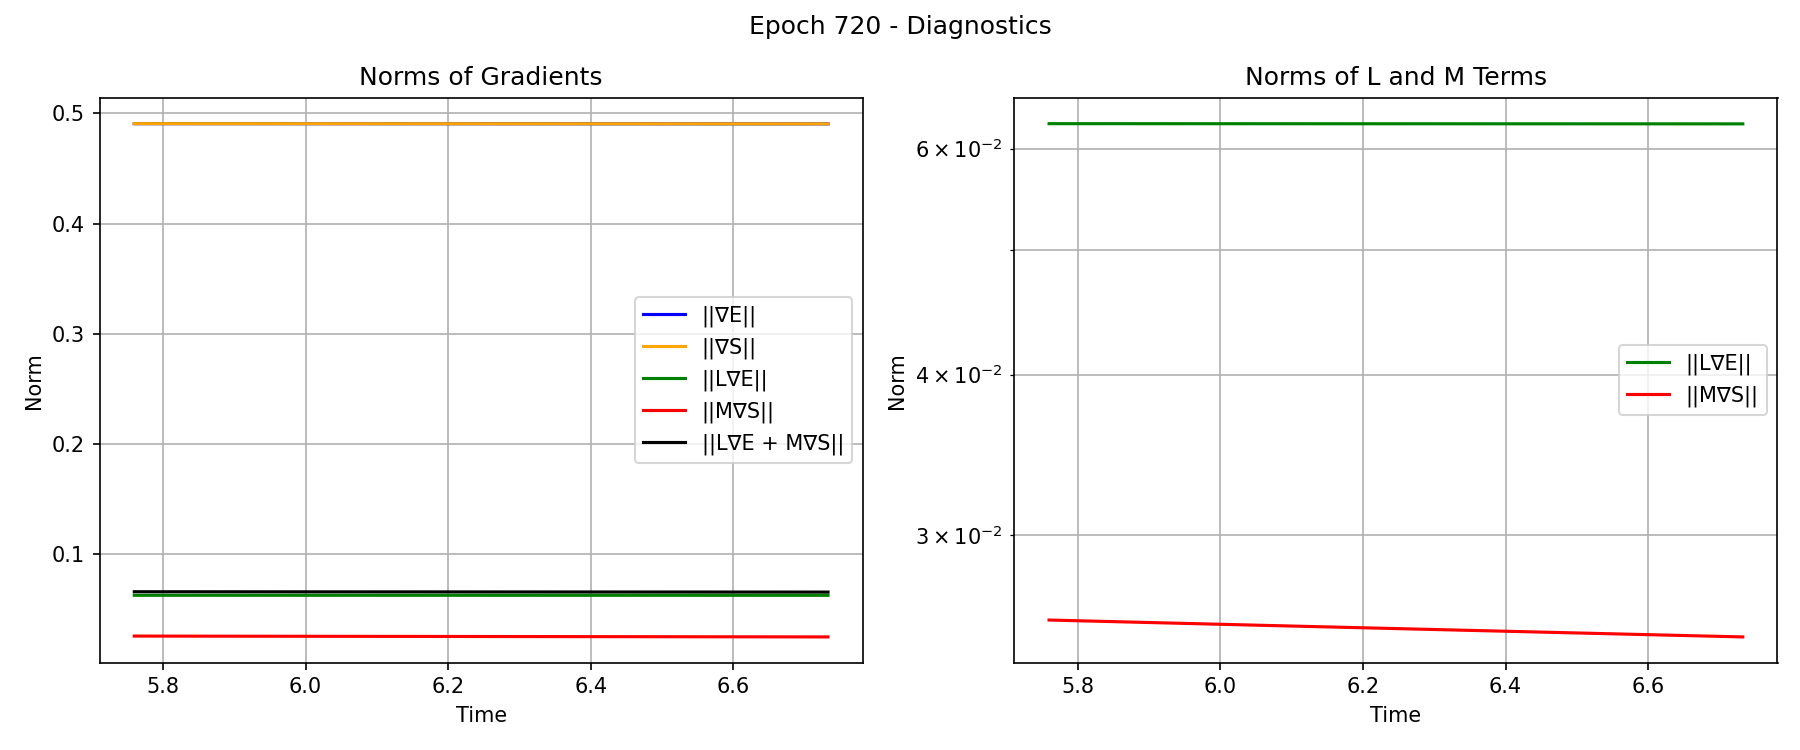 Epoch 720 - Diagnostics
Norms of Gradients
Norm
0.5
0.4
0.3
0.2
0.1
||∇E||
||∇S||
||L∇E||
||M∇S||
||L∇E + M∇S||
5.8 6.0 6.2 6.4 6.6
Time
Norms of L and M Terms
Norm
6 × 10⁻²
4 × 10⁻²
3 × 10⁻²
||L∇E||
||M∇S||
5.8 6.0 6.2 6.4 6.6
Time